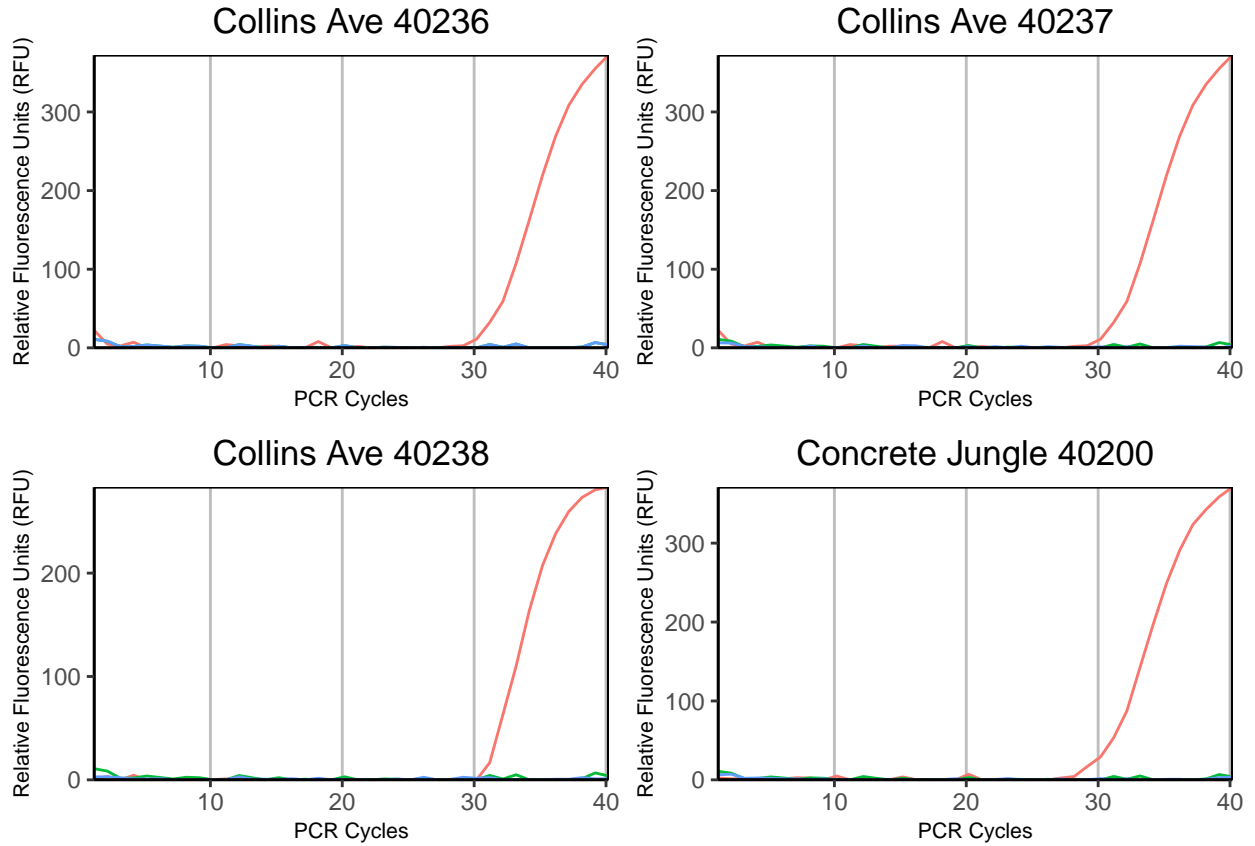 Collins Ave 40236
Relative Fluorescence Units (RFU)
300
200
100
0
10
20
30
40
PCR Cycles
Collins Ave 40237
Relative Fluorescence Units (RFU)
300
200
100
0
10
20
30
40
PCR Cycles
Collins Ave 40238
Relative Fluorescence Units (RFU)
200
100
0
10
20
30
40
PCR Cycles
Concrete Jungle 40200
Relative Fluorescence Units (RFU)
300
200
100
0
10
20
30
40
PCR Cycles